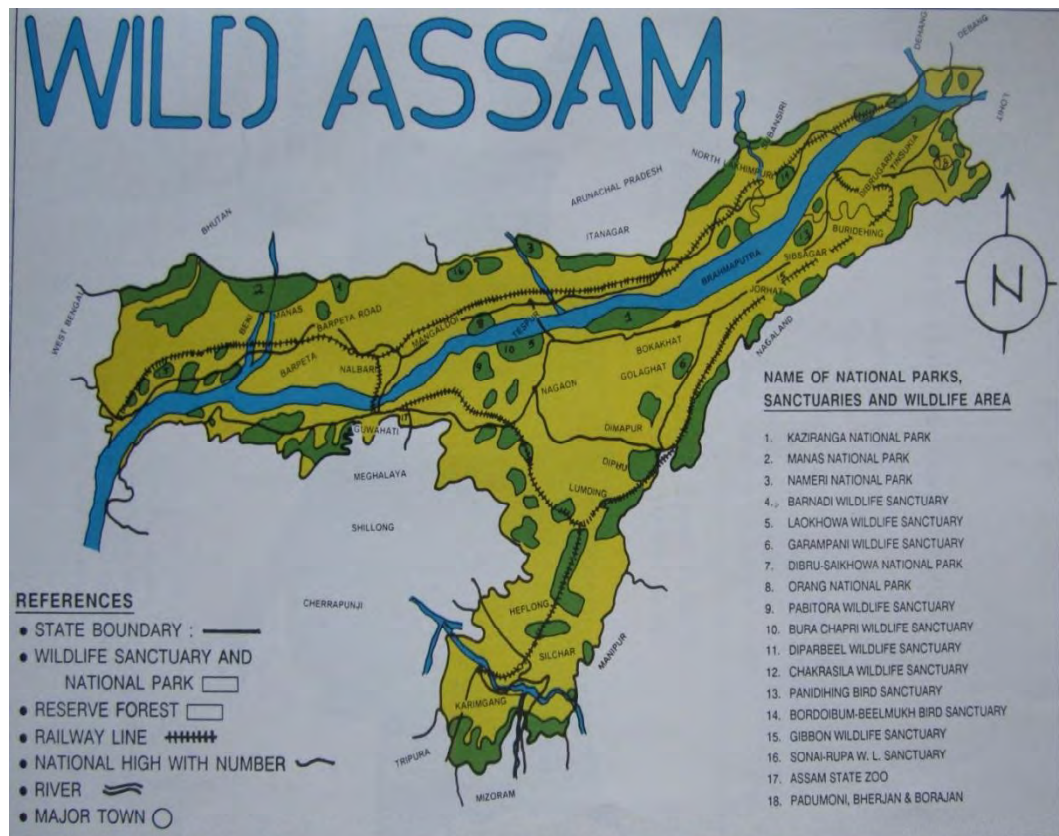 WILD ASSAM
DEHANG
DEBANG
LOHIT
NORTH LAKHIMPUR
ARUNACHAL PRADESH
ITANAGAR
BHUTAN
WEST BENGAL
BEKI
MANAS
BARPETA ROAD
BARPETA
NALBARI
MANGALDOI
TEZPUR
BRAHMAPUTRA
SIBRUGARH
TINSUKIA
BURIDEHING
SIBSAGAR
JORHAT
NAGALAND
BOKAKHAT
GOLAGHAT
NAGAON
DIMAPUR
DIPHU
LUMDING
GUWAHATI
MEGHALAYA
SHILLONG
CHERRAPUNJI
HEFLONG
SILCHAR
MANIPUR
KARIMGANG
TRIPURA
MIZORAM
N
NAME OF NATIONAL PARKS,
SANCTUARIES AND WILDLIFE AREA
1. KAZIRANGA NATIONAL PARK
2. MANAS NATIONAL PARK
3. NAMERI NATIONAL PARK
4. BARNADI WILDLIFE SANCTUARY
5. LAOKHOWA WILDLIFE SANCTUARY
6. GARAMPANI WILDLIFE SANCTUARY
7. DIBRU-SAIKHOWA NATIONAL PARK
8. ORANG NATIONAL PARK
9. PABITORA WILDLIFE SANCTUARY
10. BURA CHAPRI WILDLIFE SANCTUARY
11. DIPARBEEL WILDLIFE SANCTUARY
12. CHAKRASILA WILDLIFE SANCTUARY
13. PANIDIHING BIRD SANCTUARY
14. BORDOIBUM-BEELMUKH BIRD SANCTUARY
15. GIBBON WILDLIFE SANCTUARY
16. SONAI-RUPA W. L. SANCTUARY
17. ASSAM STATE ZOO
18. PADUMONI, BHERJAN & BORAJAN
REFERENCES
• STATE BOUNDARY :
• WILDLIFE SANCTUARY AND
NATIONAL PARK
• RESERVE FOREST
• RAILWAY LINE
• NATIONAL HIGH WITH NUMBER
• RIVER
• MAJOR TOWN